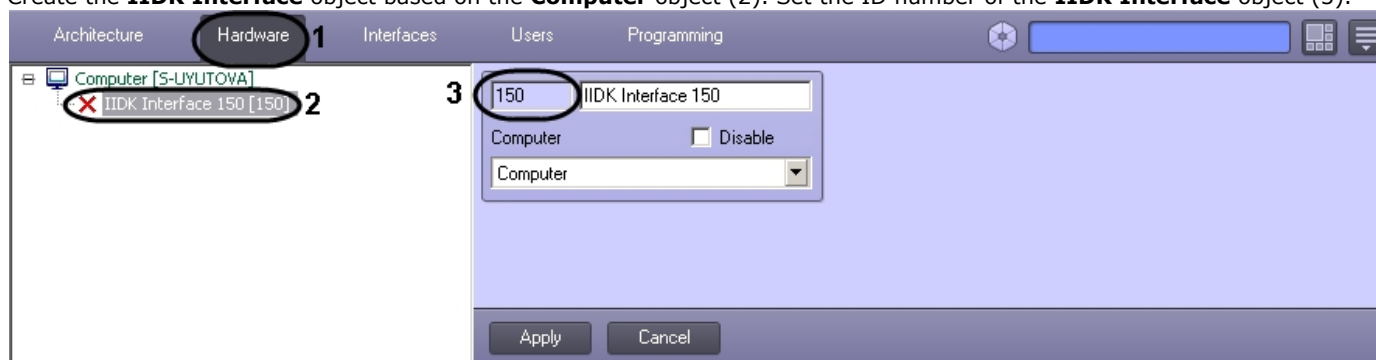 Create the IIDK Interface object based on the Computer object (2). Set the ID number of the IIDK Interface object (3).
Architecture Hardware 1 Interfaces Users Programming
Computer [S-UYUTOVA]
IIDK Interface 150 [150] 2
3 150 IIDK Interface 150
Computer Disable
Computer
Apply Cancel